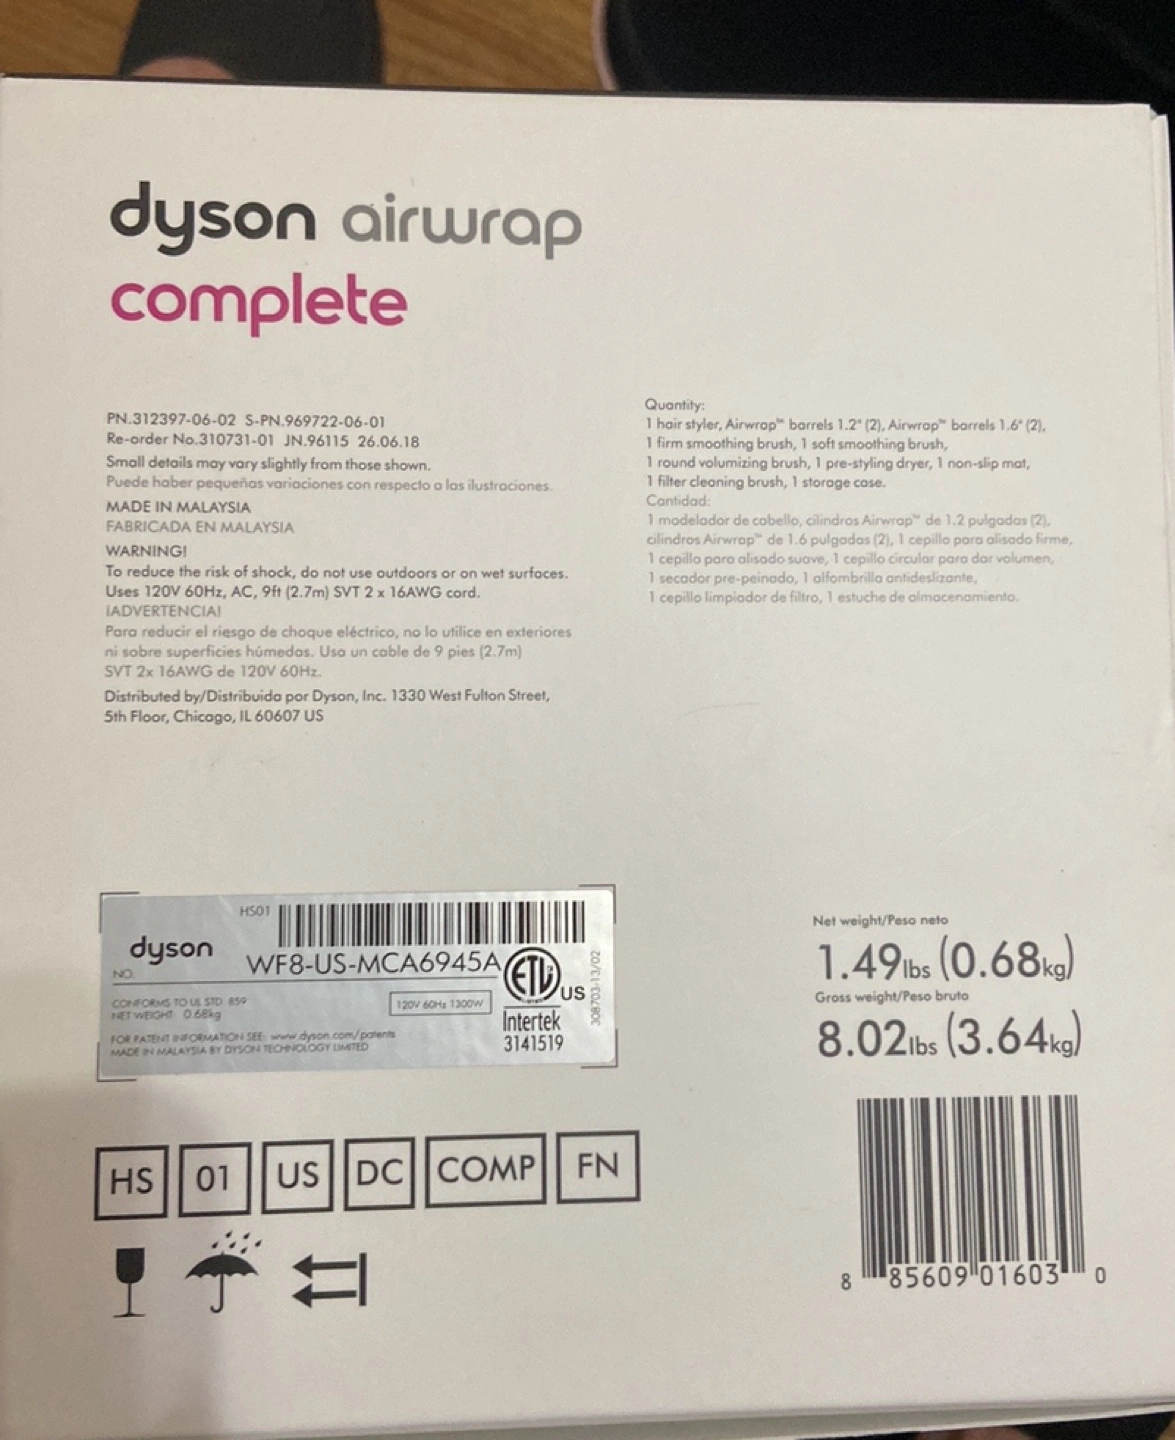 dyson airwrap
complete
PN.312397-06-02 S-PN.969722-06-01
Re-order No.310731-01 JN.96115 26.06.18
Small details may vary slightly from those shown.
Puede haber pequeñas variaciones con respecto a las ilustraciones.
MADE IN MALAYSIA
FABRICADA EN MALAYSIA
WARNING!
To reduce the risk of shock, do not use outdoors or on wet surfaces.
Uses 120V 60Hz, AC, 9ft (2.7m) SVT 2 x 16AWG cord.
¡ADVERTENCIA!
Para reducir el riesgo de choque eléctrico, no lo utilice en exteriores
ni sobre superficies húmedas. Usa un cable de 9 pies (2.7m)
SVT 2x 16AWG de 120V 60Hz.
Distributed by/Distribuida por Dyson, Inc. 1330 West Fulton Street,
5th Floor, Chicago, IL 60607 US
Quantity:
1 hair styler, Airwrap™ barrels 1.2" (2), Airwrap™ barrels 1.6" (2),
1 firm smoothing brush, 1 soft smoothing brush,
1 round volumizing brush, 1 pre-styling dryer, 1 non-slip mat,
1 filter cleaning brush, 1 storage case.
Cantidad:
1 modelador de cabello, cilindros Airwrap™ de 1.2 pulgadas (2),
cilindros Airwrap™ de 1.6 pulgadas (2), 1 cepillo para alisado firme,
1 cepillo para alisado suave, 1 cepillo circular para dar volumen,
1 secador pre-peinado, 1 alfombrilla antideslizante,
1 cepillo limpiador de filtro, 1 estuche de almacenamiento.
HS01
dyson
NO. WF8-US-MCA6945A
CONFORMS TO UL STD 859
NET WEIGHT 0.68kg
120V 60Hz 1300W
FOR PATENT INFORMATION SEE: www.dyson.com/patents
MADE IN MALAYSIA BY DYSON TECHNOLOGY LIMITED
ETL US
Intertek
3141519
308703-13/02
Net weight/Peso neto
1.49lbs (0.68kg)
Gross weight/Peso bruto
8.02lbs (3.64kg)
HS 01 US DC COMP FN
8 85609 01603 0